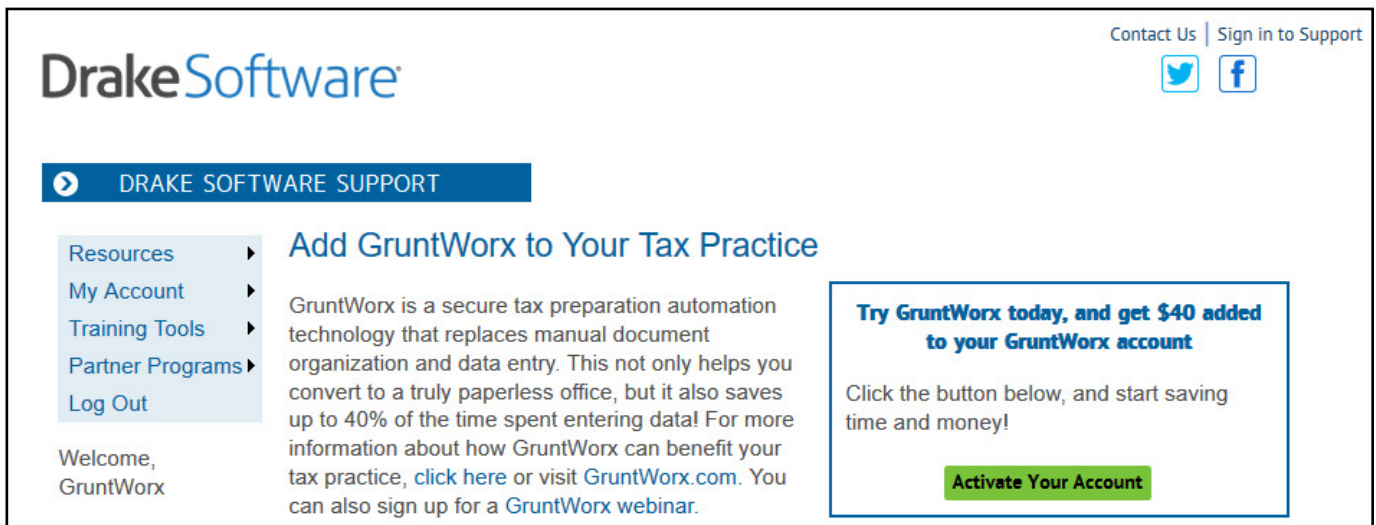 Contact Us | Sign in to Support
DrakeSoftware
DRAKE SOFTWARE SUPPORT
Resources
My Account
Training Tools
Partner Programs
Log Out
Welcome,
GruntWorx
Add GruntWorx to Your Tax Practice
GruntWorx is a secure tax preparation automation
technology that replaces manual document
organization and data entry. This not only helps you
convert to a truly paperless office, but it also saves
up to 40% of the time spent entering data! For more
information about how GruntWorx can benefit your
tax practice, click here or visit GruntWorx.com. You
can also sign up for a GruntWorx webinar.
Try GruntWorx today, and get $40 added
to your GruntWorx account
Click the button below, and start saving
time and money!
Activate Your Account